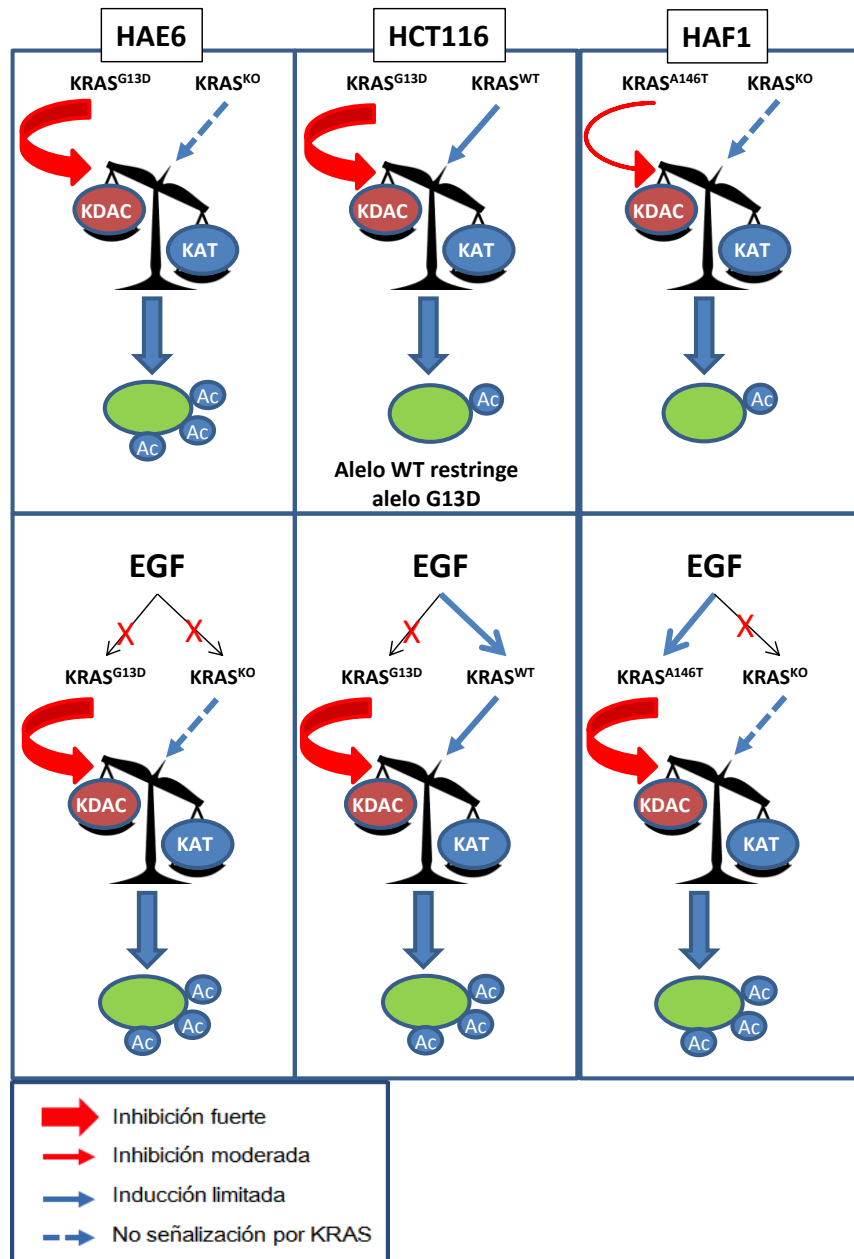 HAE6
HCT116
HAF1
KRASG13D KRASKO
KRASG13D KRASWT
KRASA146T KRASKO
KDAC
KAT
KDAC
KAT
KDAC
KAT
Ac
Ac
Ac
Ac
Ac
Alelo WT restringe
alelo G13D
EGF
EGF
EGF
X X
X
X
KRASG13D KRASKO
KRASG13D KRASWT
KRASA146T KRASKO
KDAC
KAT
KDAC
KAT
KDAC
KAT
Ac
Ac
Ac
Ac
Ac
Ac
Ac
Ac
Ac
Inhibición fuerte
Inhibición moderada
Inducción limitada
No señalización por KRAS